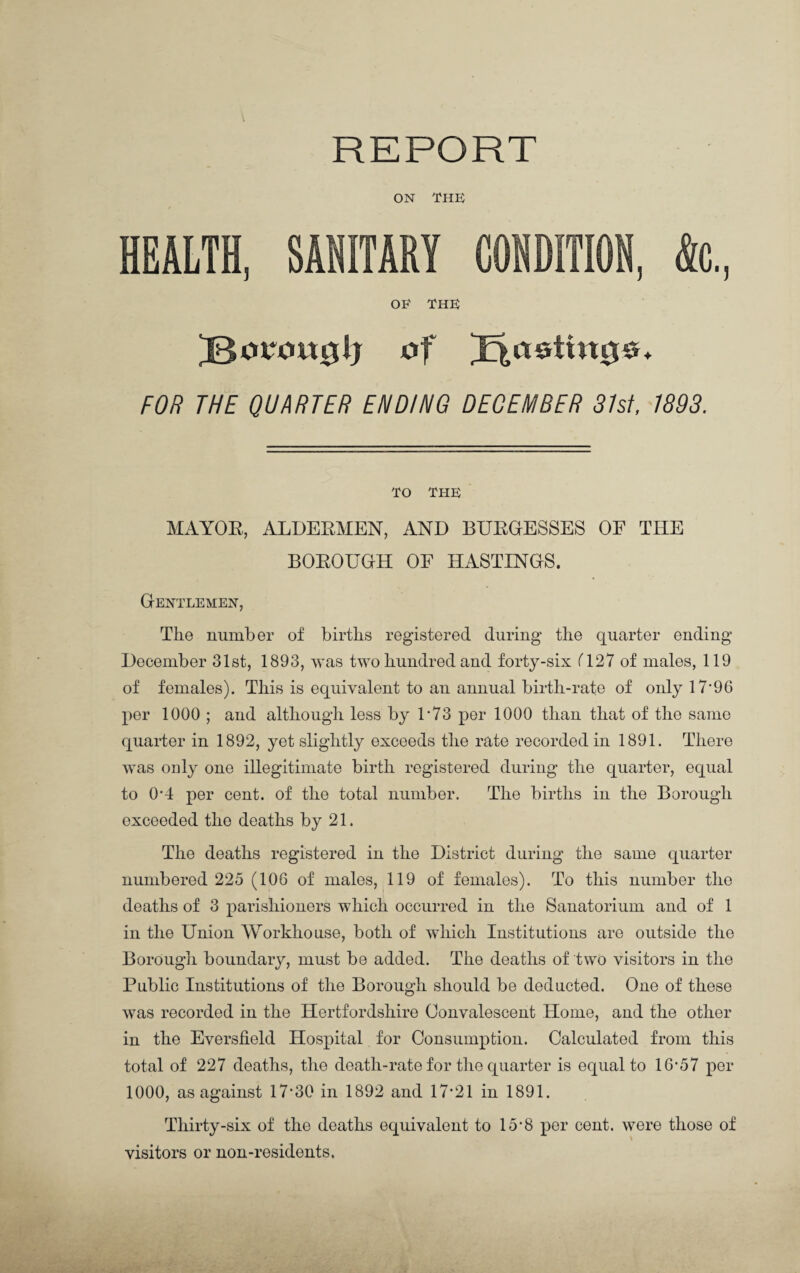 REPORT
ON THE
HEALTH, SANITARY CONDITION, &c.,
OF THE
Borough of Hastings.
FOR THE QUARTER ENDING DECEMBER 31st, 1893.
TO THE
MAYOR, ALDERMEN, AND BURGESSES OF THE
BOROUGH OF HASTINGS.
GENTLEMEN,
The number of births registered during the quarter ending
December 31st, 1893, was two hundred and forty-six (127 of males, 119
of females). This is equivalent to an annual birth-rate of only 17·96
per 1000 ; and although less by 1·73 per 1000 than that of the same
quarter in 1892, yet slightly exceeds the rate recorded in 1891. There
was only one illegitimate birth registered during the quarter, equal
to 0·4 per cent. of the total number. The births in the Borough
exceeded the deaths by 21.
The deaths registered in the District during the same quarter
numbered 225 (106 of males, 119 of females). To this number the
deaths of 3 parishioners which occurred in the Sanatorium and of 1
in the Union Workhouse, both of which Institutions are outside the
Borough boundary, must be added. The deaths of two visitors in the
Public Institutions of the Borough should be deducted. One of these
was recorded in the Hertfordshire Convalescent Home, and the other
in the Eversfield Hospital for Consumption. Calculated from this
total of 227 deaths, the death-rate for the quarter is equal to 16·57 per
1000, as against 17·30 in 1892 and 17·21 in 1891.
Thirty-six of the deaths equivalent to 15·8 per cent. were those of
visitors or non-residents.